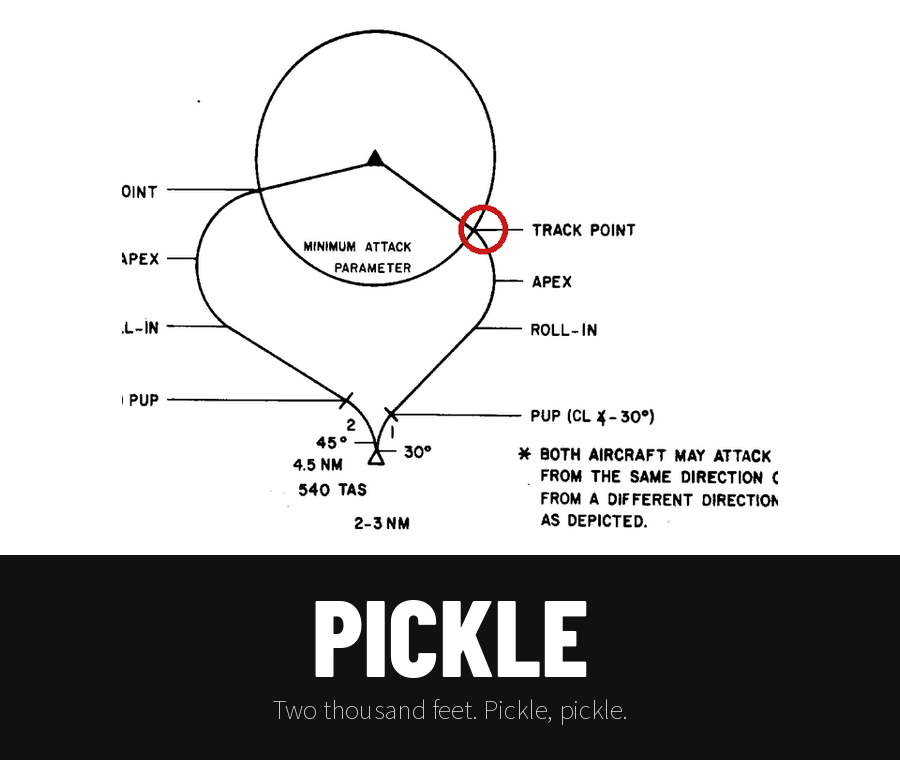 OINT
TRACK POINT
MINIMUM ATTACK
PARAMETER
APEX
APEX
LL-IN
ROLL-IN
PUP
PUP (CL ∡-30°)
2
1
45°
30°
4.5 NM
540 TAS
2-3 NM
* BOTH AIRCRAFT MAY ATTACK
FROM THE SAME DIRECTION
FROM A DIFFERENT DIRECTION
AS DEPICTED.
PICKLE
Two thousand feet. Pickle, pickle.